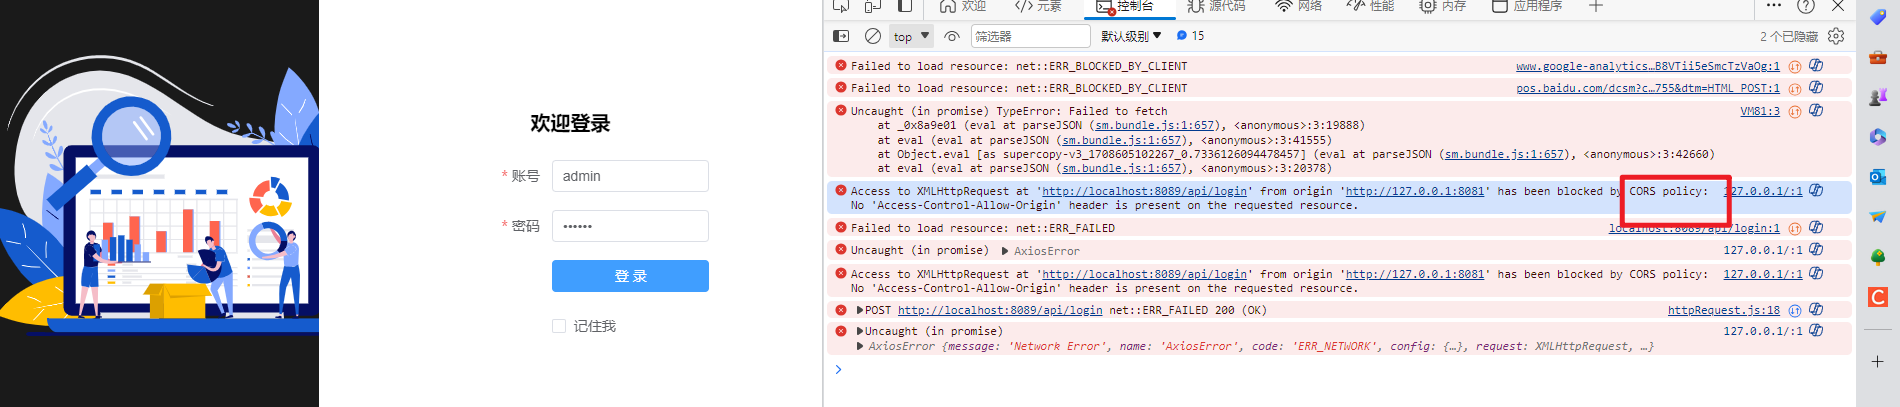 欢迎登录
* 账号 admin
* 密码 ••••••
登 录
记住我
欢迎 元素 控制台 源代码 网络 性能 内存 应用程序
top 筛选器 默认级别 15 2 个已隐藏
Failed to load resource: net::ERR_BLOCKED_BY_CLIENT www.google-analytics…B8VTii5eSmcTzVaOg:1
Failed to load resource: net::ERR_BLOCKED_BY_CLIENT pos.baidu.com/dcsm?c…755&dtm=HTML_POST:1
Uncaught (in promise) TypeError: Failed to fetch VM81:3
at _0x8a9e01 (eval at parseJSON (sm.bundle.js:1:657), <anonymous>:3:19888)
at eval (eval at parseJSON (sm.bundle.js:1:657), <anonymous>:3:41555)
at Object.eval [as supercopy-v3_1708605102267_0.7336126094478457] (eval at parseJSON (sm.bundle.js:1:657), <anonymous>:3:42660)
at eval (eval at parseJSON (sm.bundle.js:1:657), <anonymous>:3:20378)
Access to XMLHttpRequest at 'http://localhost:8089/api/login' from origin 'http://127.0.0.1:8081' has been blocked by CORS policy: 127.0.0.1/:1
No 'Access-Control-Allow-Origin' header is present on the requested resource.
Failed to load resource: net::ERR_FAILED localhost:8089/api/login:1
Uncaught (in promise) AxiosError 127.0.0.1/:1
Access to XMLHttpRequest at 'http://localhost:8089/api/login' from origin 'http://127.0.0.1:8081' has been blocked by CORS policy: 127.0.0.1/:1
No 'Access-Control-Allow-Origin' header is present on the requested resource.
POST http://localhost:8089/api/login net::ERR_FAILED 200 (OK) httpRequest.js:18
Uncaught (in promise) 127.0.0.1/:1
AxiosError {message: 'Network Error', name: 'AxiosError', code: 'ERR_NETWORK', config: {…}, request: XMLHttpRequest, …}